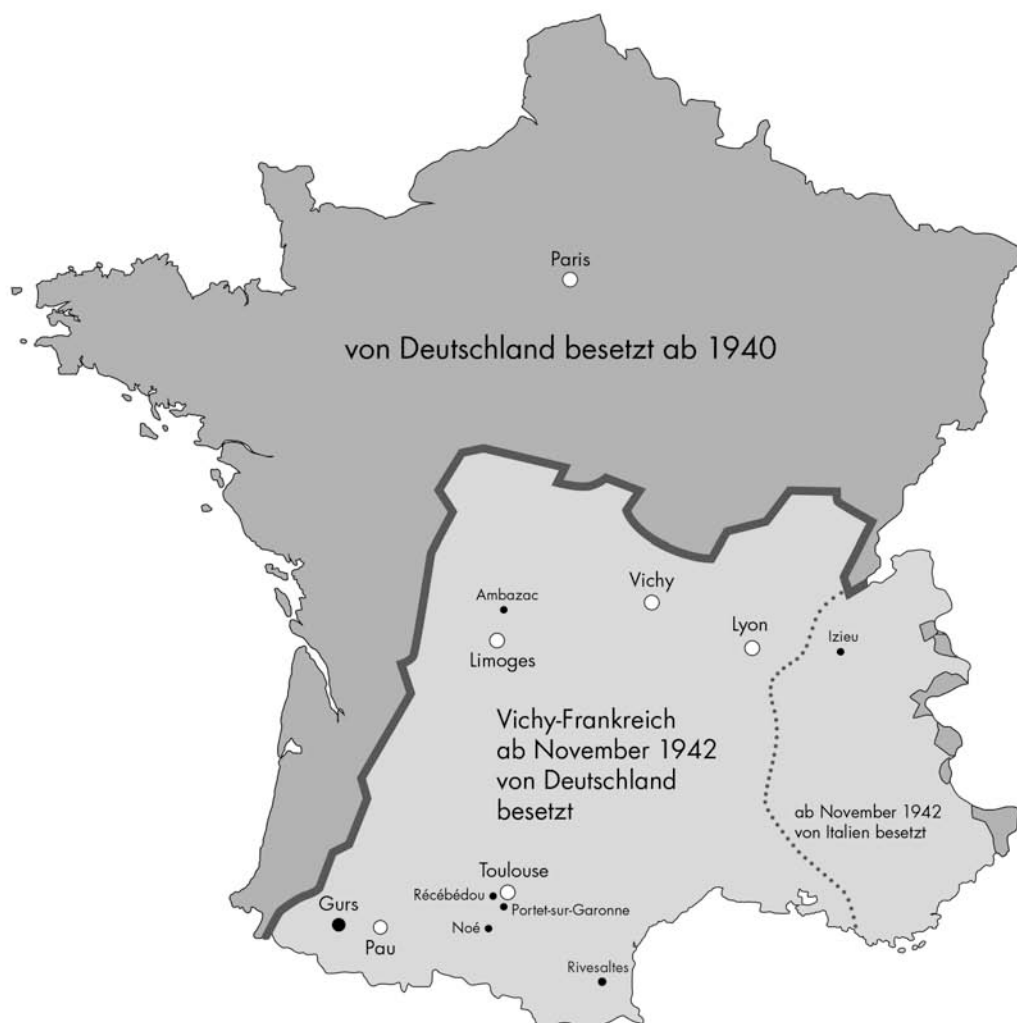 Paris
von Deutschland besetzt ab 1940
Vichy
Ambazac
Lyon
Izieu
Limoges
Vichy-Frankreich
ab November 1942
von Deutschland
besetzt
ab November 1942
von Italien besetzt
Toulouse
Récébédou
Portet-sur-Garonne
Gurs
Noé
Pau
Rivesaltes